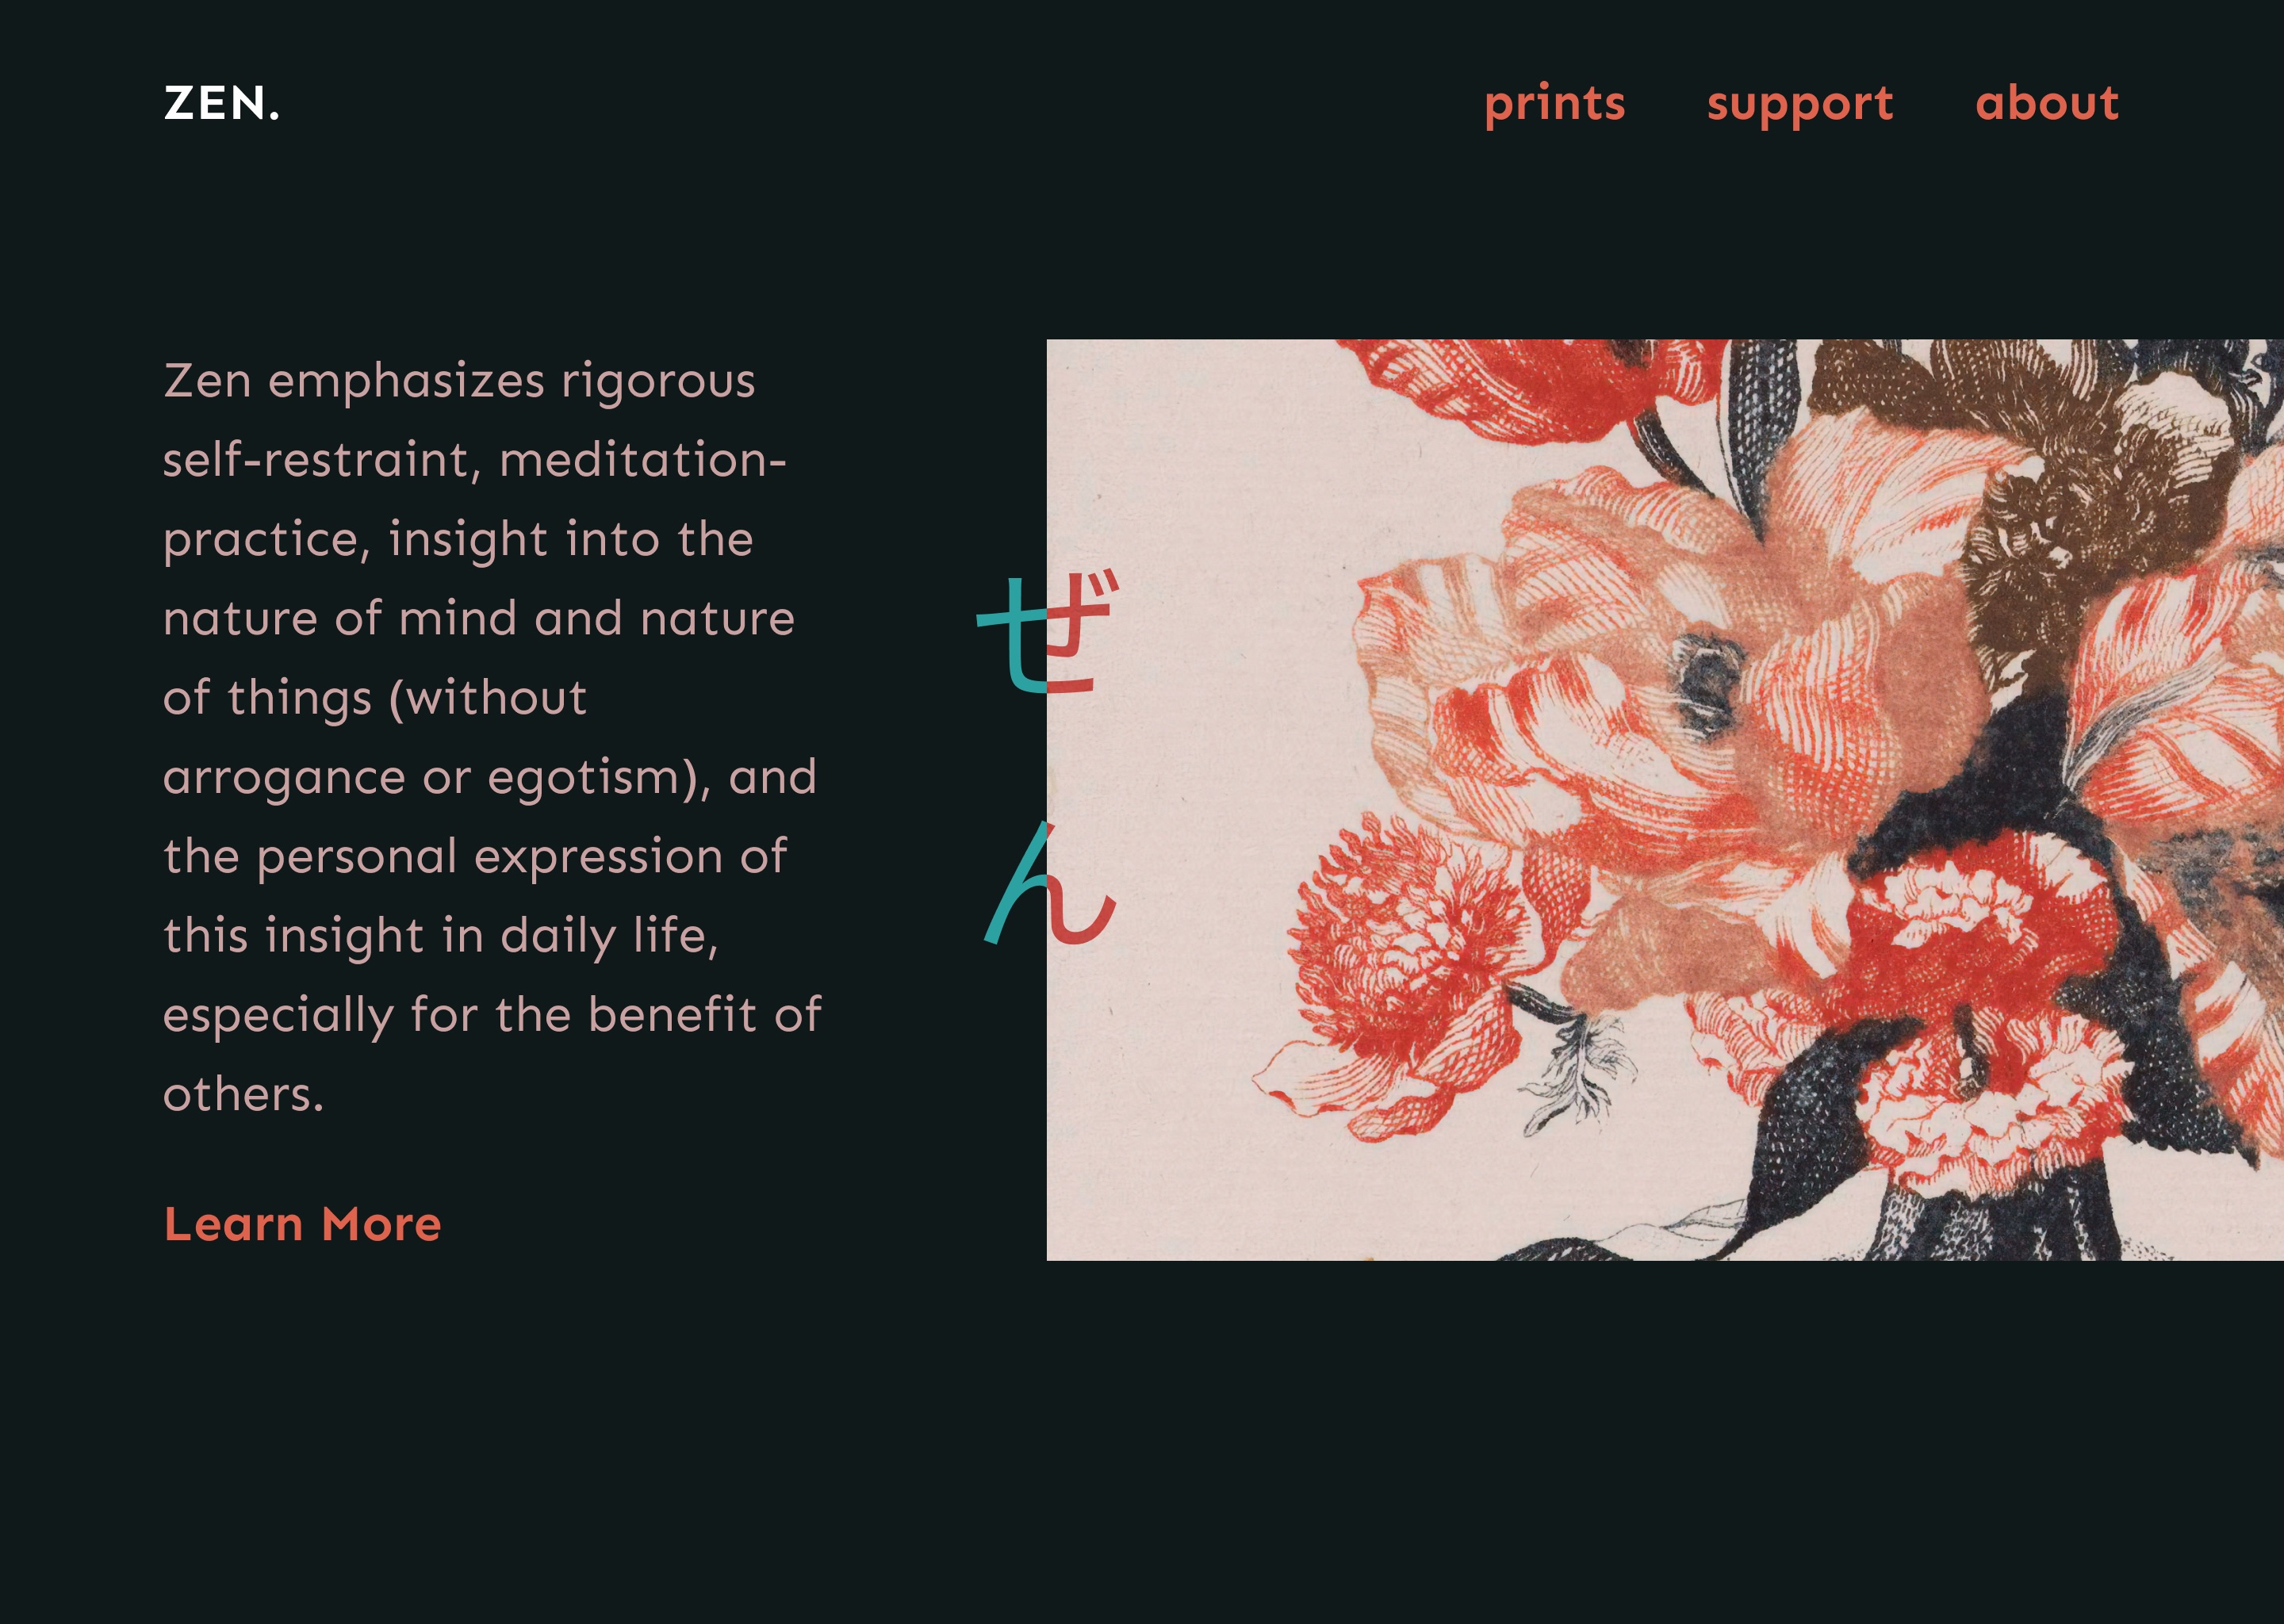 ZEN.
prints support about
Zen emphasizes rigorous
self-restraint, meditation-
practice, insight into the
nature of mind and nature
of things (without
arrogance or egotism), and
the personal expression of
this insight in daily life,
especially for the benefit of
others.
Learn More
ぜ
ん